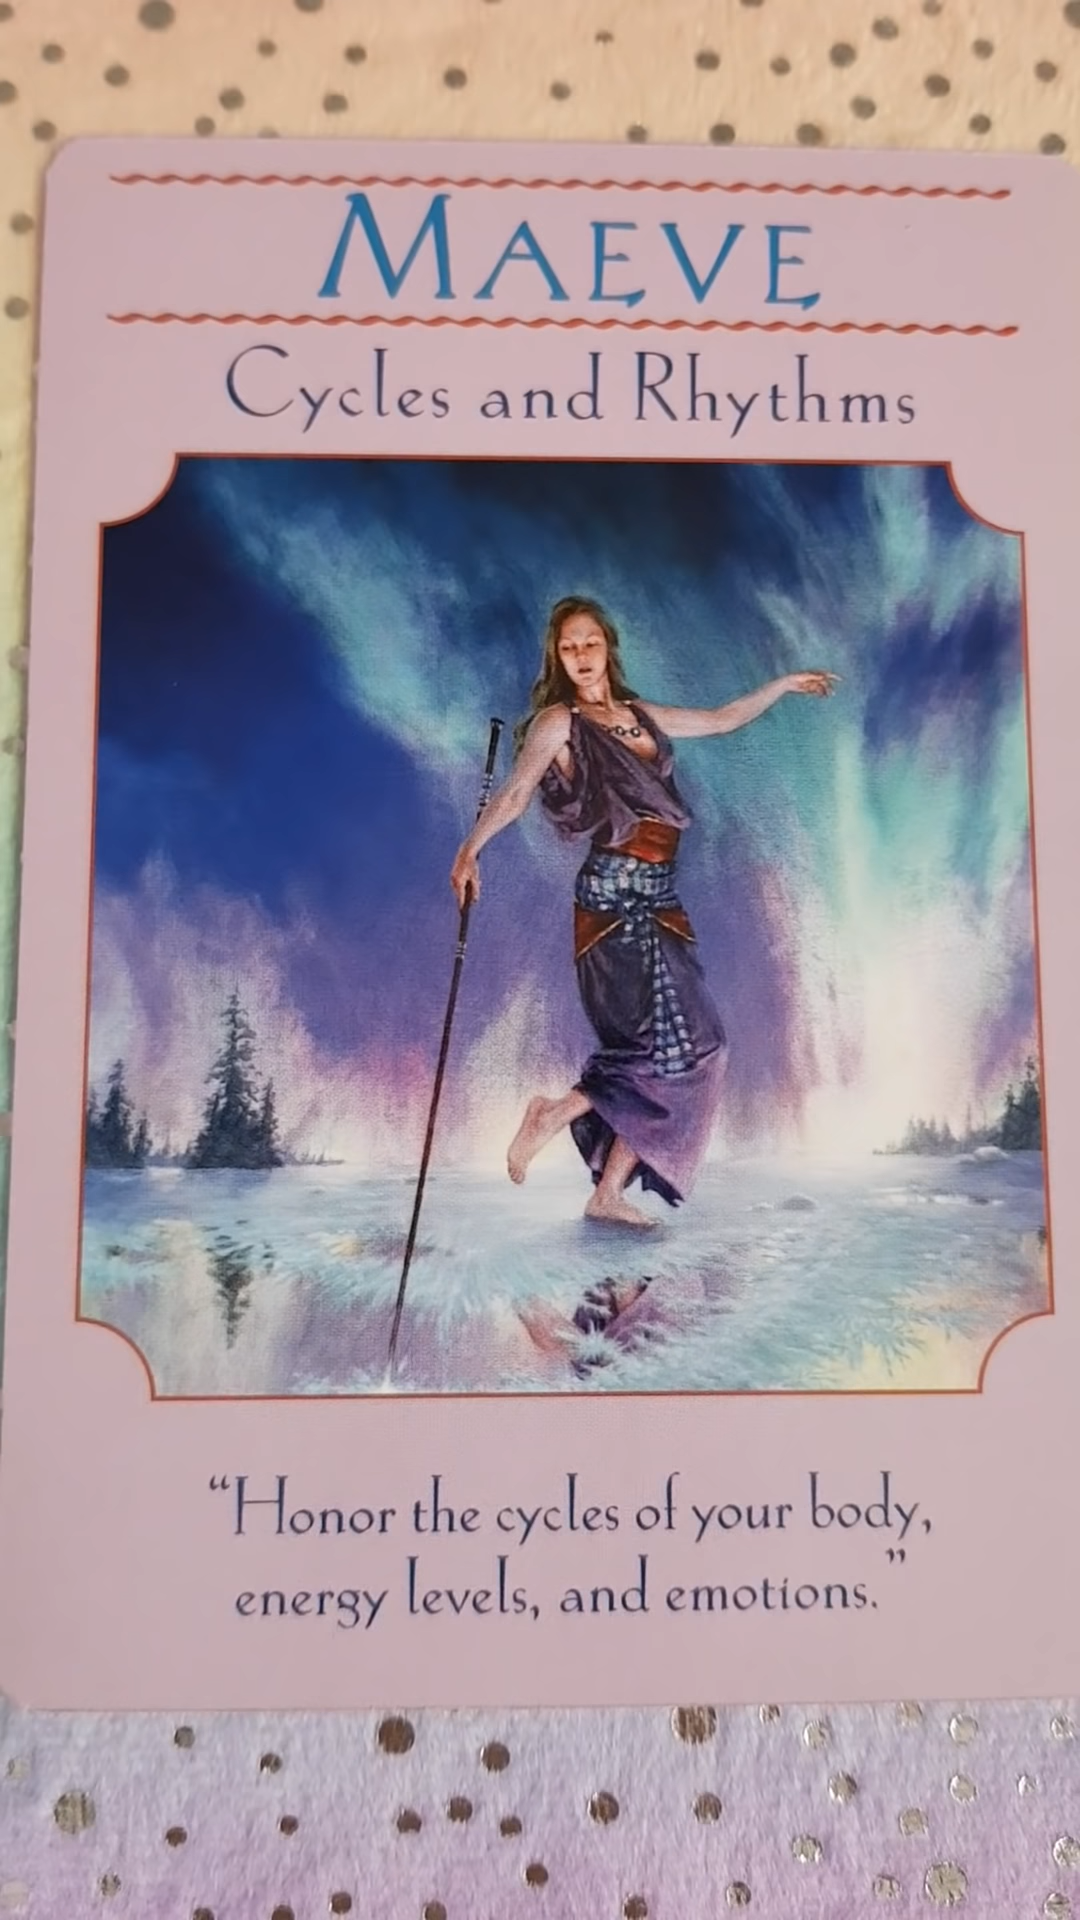 MAEVE
Cycles and Rhythms
“Honor the cycles of your body,
energy levels, and emotions.”